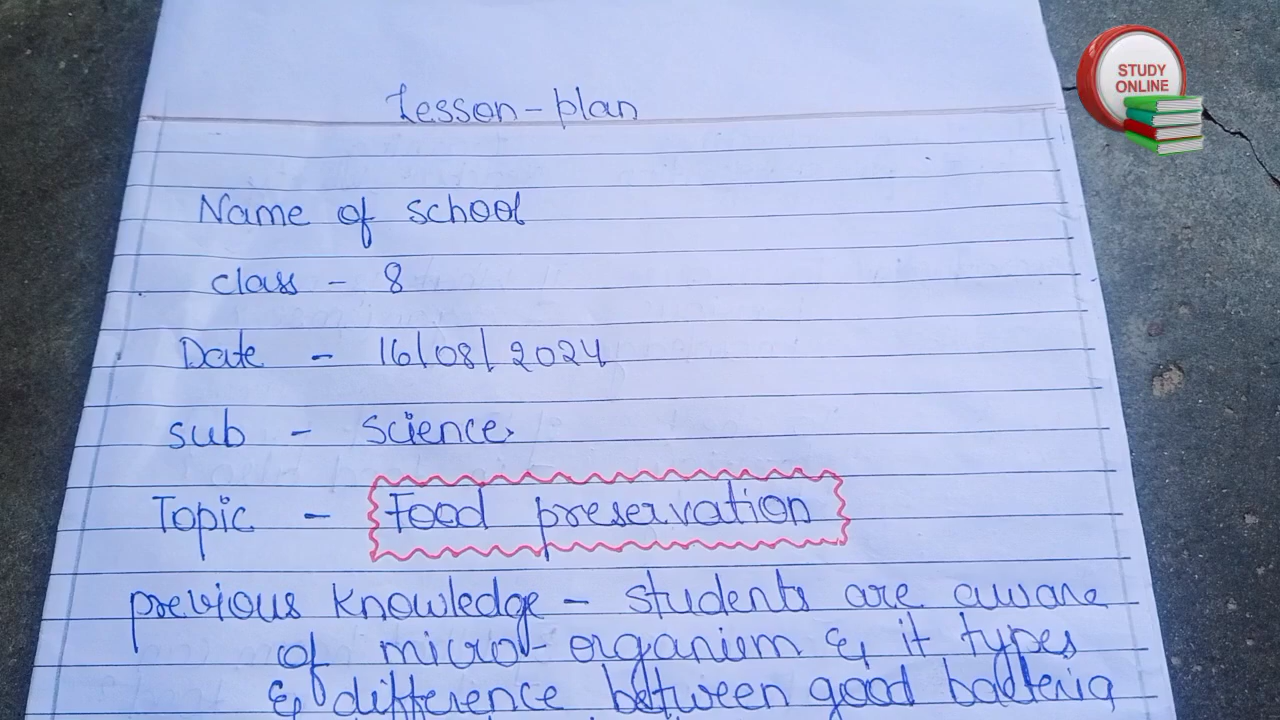 Lesson-plan
STUDY
ONLINE
Name of school
class - 8
Date - 16/08/2024
Sub - Science.
Topic - Food preservation
previous knowledge - students are aware
of micro-organism & it types
& difference between good bacteria